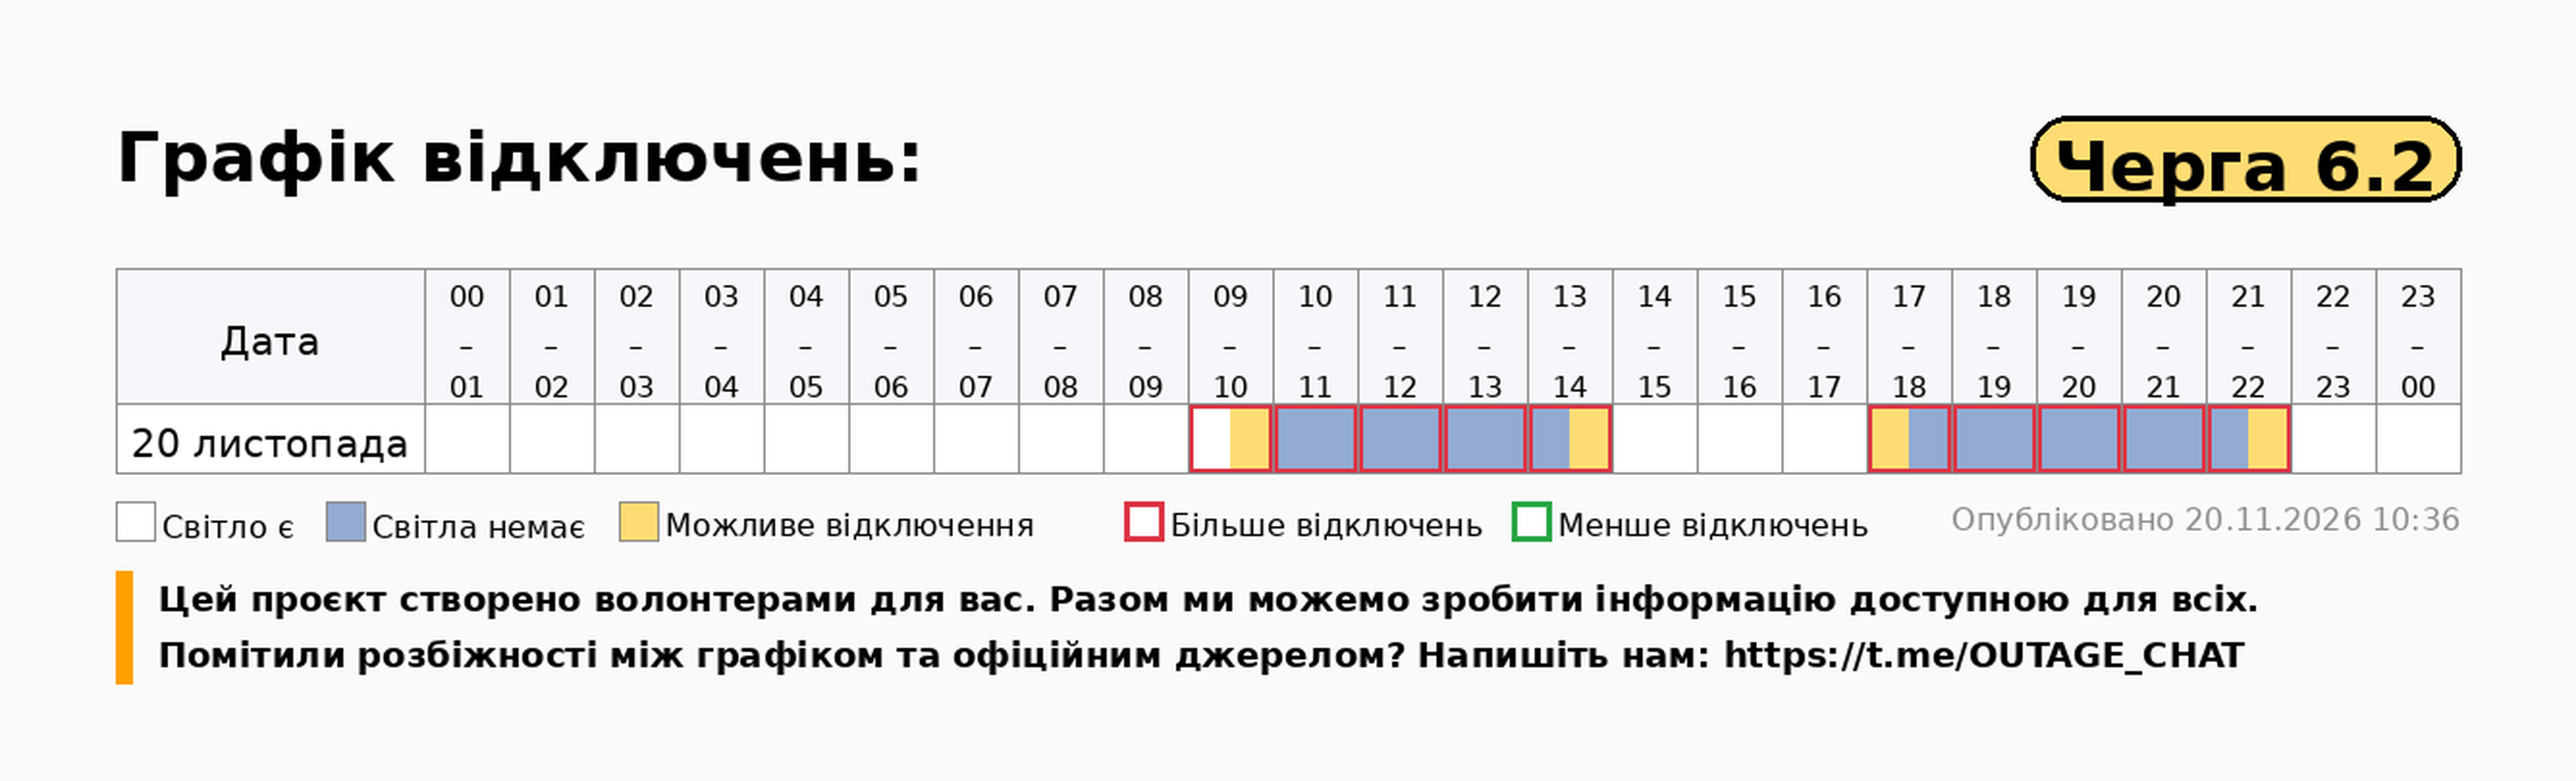 Графік відключень:
Черга 6.2
Дата 00 – 01 01 – 02 02 – 03 03 – 04 04 – 05 05 – 06 06 – 07 07 – 08 08 – 09 09 – 10 10 – 11 11 – 12 12 – 13 13 – 14 14 – 15 15 – 16 16 – 17 17 – 18 18 – 19 19 – 20 20 – 21 21 – 22 22 – 23 23 – 00
20 листопада
Світло є Світла немає Можливе відключення Більше відключень Менше відключень Опубліковано 20.11.2026 10:36
Цей проєкт створено волонтерами для вас. Разом ми можемо зробити інформацію доступною для всіх.
Помітили розбіжності між графіком та офіційним джерелом? Напишіть нам: https://t.me/OUTAGE_CHAT